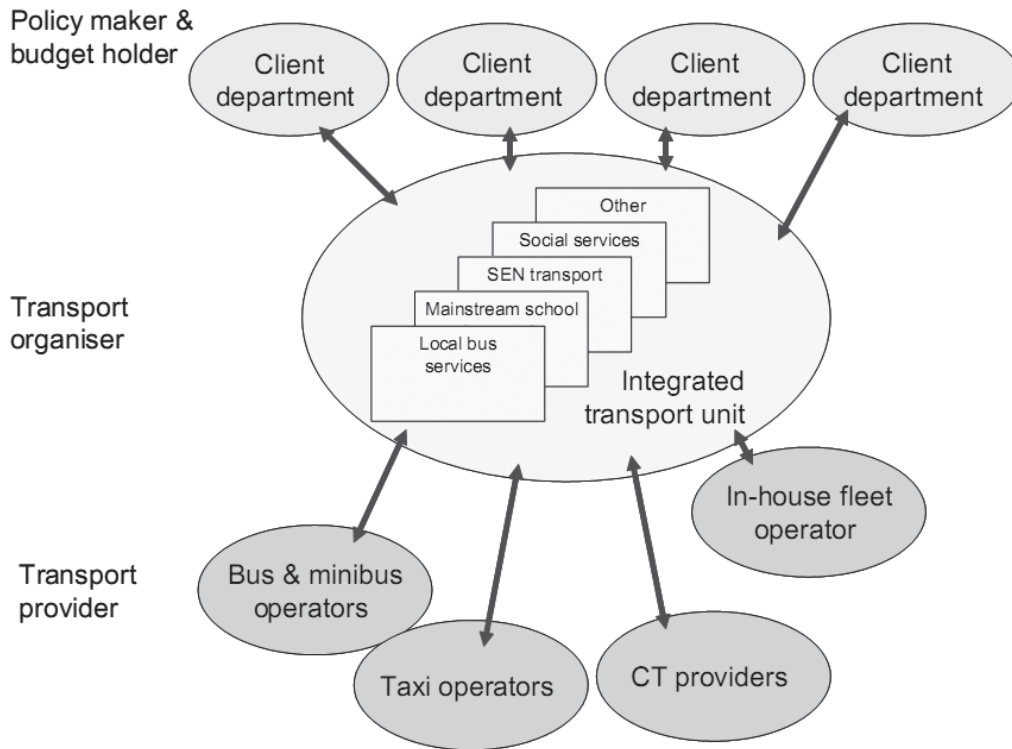 Policy maker &
budget holder
Client
department
Client
department
Client
department
Client
department
Other
Social services
SEN transport
Mainstream school
Local bus
services
Transport
organiser
Integrated
transport unit
In-house fleet
operator
Transport
provider
Bus & minibus
operators
Taxi operators
CT providers